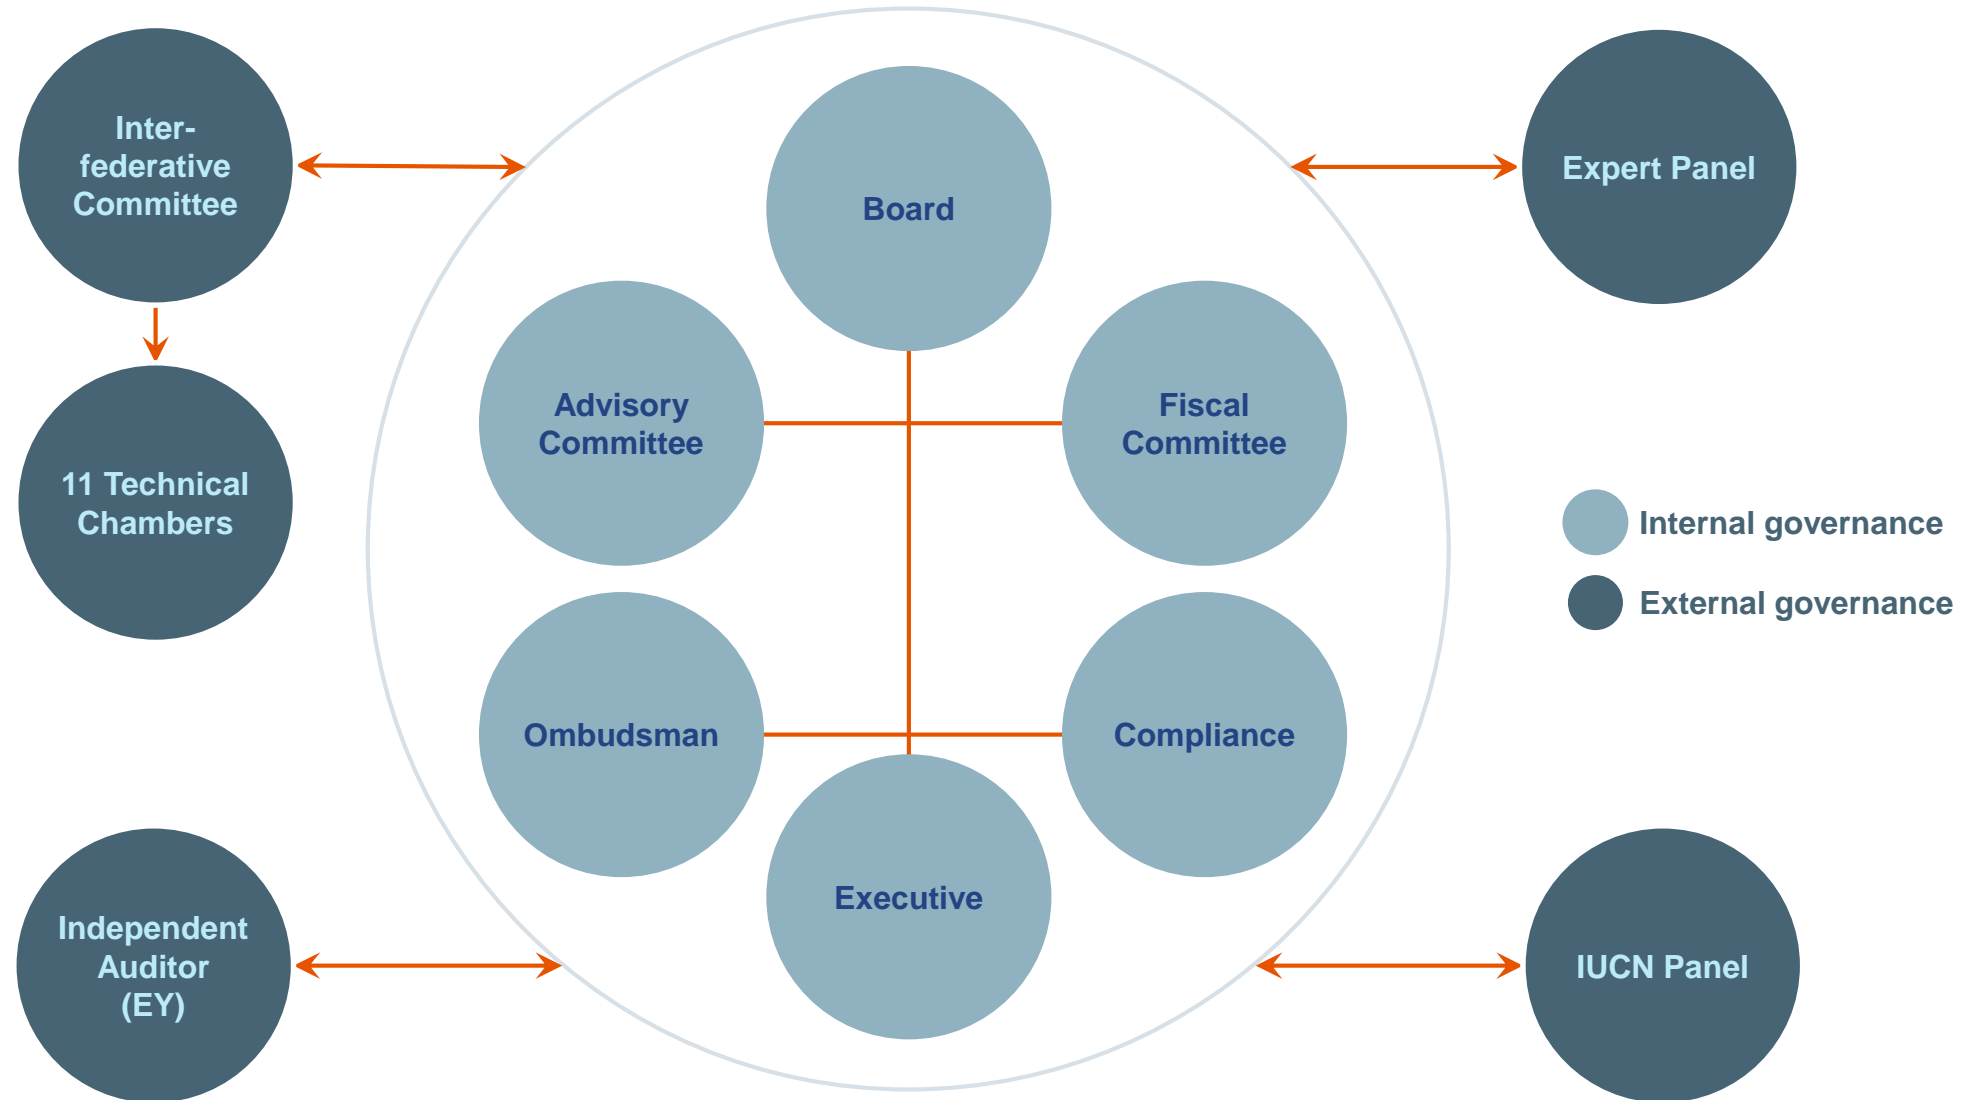 Inter-
federative
Committee
Board
Expert Panel
Advisory
Committee
Fiscal
Committee
11 Technical
Chambers
Internal governance
External governance
Ombudsman
Compliance
Executive
Independent
Auditor
(EY)
IUCN Panel